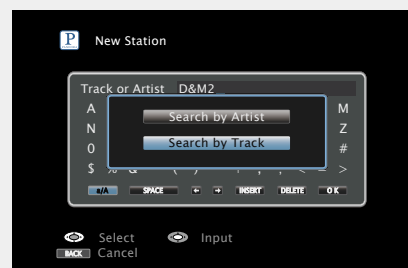 P New Station
Track or Artist D&M2_
A M
N Z
0 #
$ % & ( ) < = >
Search by Artist
Search by Track
a/A SPACE ← → INSERT DELETE OK
Select Input
BACK Cancel